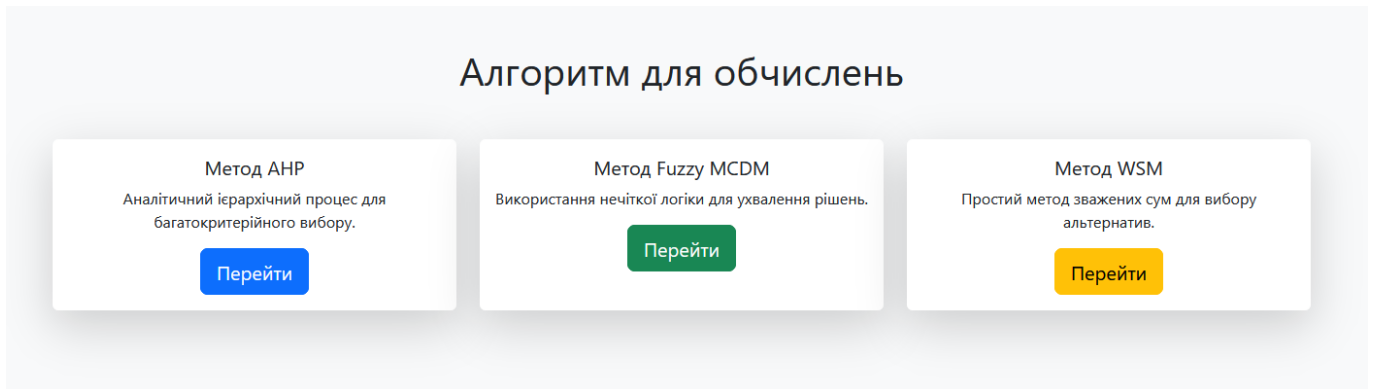 Алгоритм для обчислень
Метод AHP
Аналітичний ієрархічний процес для
багатокритерійного вибору.
Перейти
Метод Fuzzy MCDM
Використання нечіткої логіки для ухвалення рішень.
Перейти
Метод WSM
Простий метод зважених сум для вибору
альтернатив.
Перейти